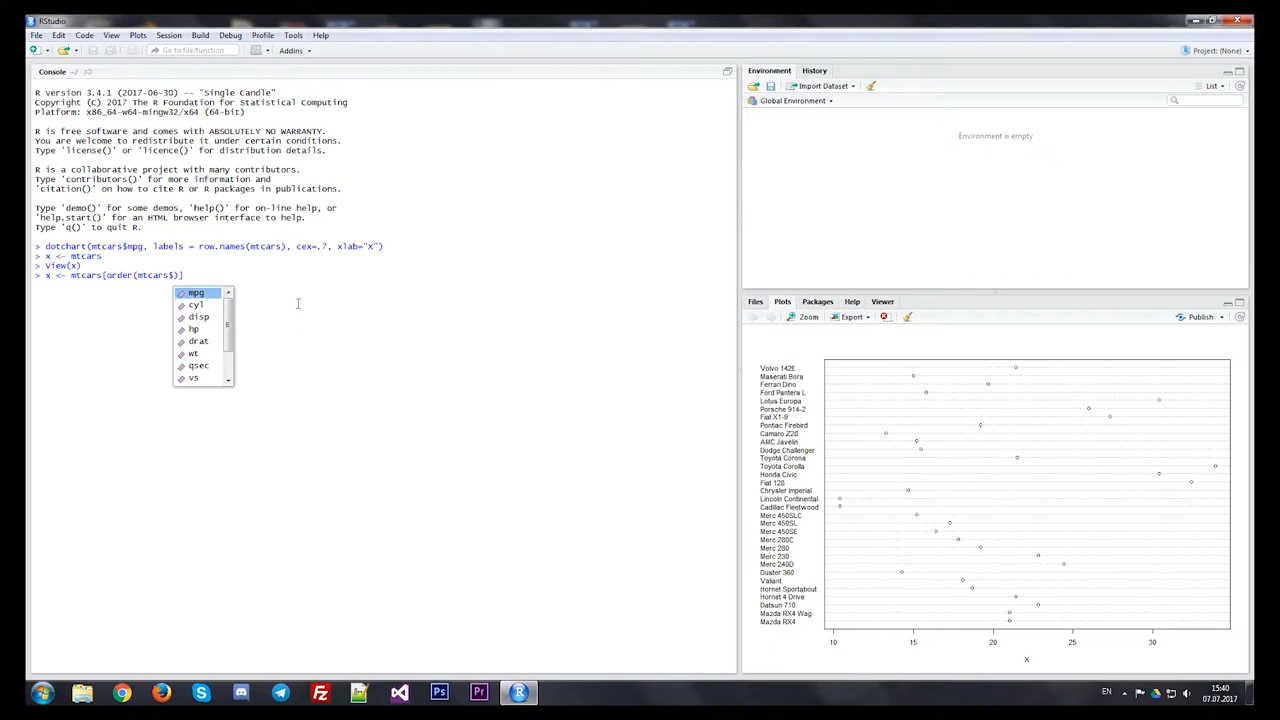 RStudio
File Edit Code View Plots Session Build Debug Profile Tools Help
Go to file/function Addins Project: (None)
Console ~/
R version 3.4.1 (2017-06-30) -- "Single Candle"
Copyright (C) 2017 The R Foundation for Statistical Computing
Platform: x86_64-w64-mingw32/x64 (64-bit)
R is free software and comes with ABSOLUTELY NO WARRANTY.
You are welcome to redistribute it under certain conditions.
Type 'license()' or 'licence()' for distribution details.
R is a collaborative project with many contributors.
Type 'contributors()' for more information and
'citation()' on how to cite R or R packages in publications.
Type 'demo()' for some demos, 'help()' for on-line help, or
'help.start()' for an HTML browser interface to help.
Type 'q()' to quit R.
> dotchart(mtcars$mpg, labels = row.names(mtcars), cex=.7, xlab="X")
> x <- mtcars
> View(x)
> x <- mtcars[order(mtcars$)]
mpg
cyl
disp
hp
drat
wt
qsec
vs
Environment History
Import Dataset List
Global Environment
Environment is empty
Files Plots Packages Help Viewer
Zoom Export Publish
Volvo 142E
Maserati Bora
Ferrari Dino
Ford Pantera L
Lotus Europa
Porsche 914-2
Fiat X1-9
Pontiac Firebird
Camaro Z28
AMC Javelin
Dodge Challenger
Toyota Corona
Toyota Corolla
Honda Civic
Fiat 128
Chrysler Imperial
Lincoln Continental
Cadillac Fleetwood
Merc 450SLC
Merc 450SL
Merc 450SE
Merc 280C
Merc 280
Merc 230
Merc 240D
Duster 360
Valiant
Hornet Sportabout
Hornet 4 Drive
Datsun 710
Mazda RX4 Wag
Mazda RX4
10 15 20 25 30
X
Ps Pr R
EN 15:40
07.07.2017